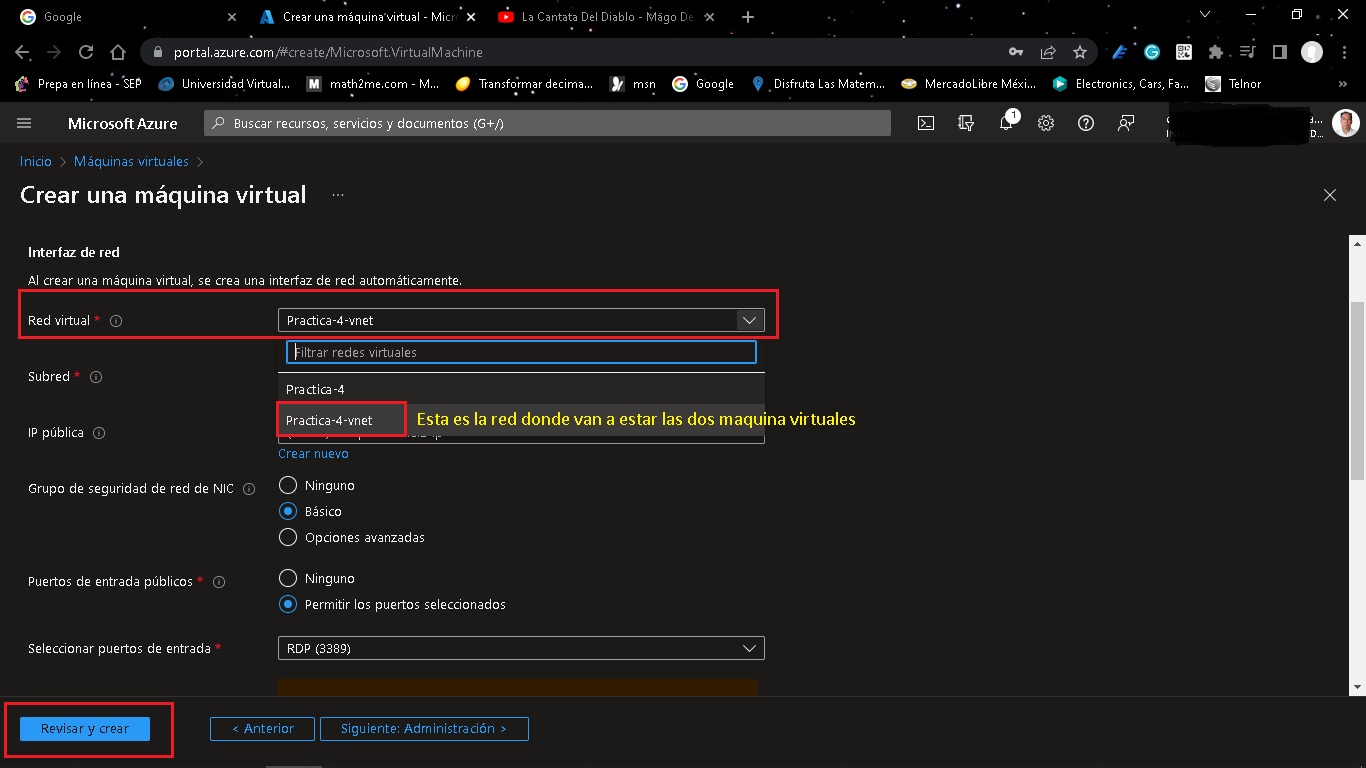 Google
Crear una máquina virtual - Micr
La Cantata Del Diablo - Mägo De
portal.azure.com/#create/Microsoft.VirtualMachine
Prepa en línea - SEP
Universidad Virtual...
math2me.com - M...
Transformar decima...
msn
Google
Disfruta Las Matem...
MercadoLibre Méxi...
Electronics, Cars, Fa...
Telnor
Microsoft Azure
Buscar recursos, servicios y documentos (G+/)
1
Inicio > Máquinas virtuales >
Crear una máquina virtual ...
Interfaz de red
Al crear una máquina virtual, se crea una interfaz de red automáticamente.
Red virtual *
Practica-4-vnet
Filtrar redes virtuales
Subred *
Practica-4
Practica-4-vnet
Esta es la red donde van a estar las dos maquina virtuales
IP pública
Crear nuevo
Grupo de seguridad de red de NIC
Ninguno
Básico
Opciones avanzadas
Puertos de entrada públicos *
Ninguno
Permitir los puertos seleccionados
Seleccionar puertos de entrada *
RDP (3389)
Revisar y crear
< Anterior
Siguiente: Administración >